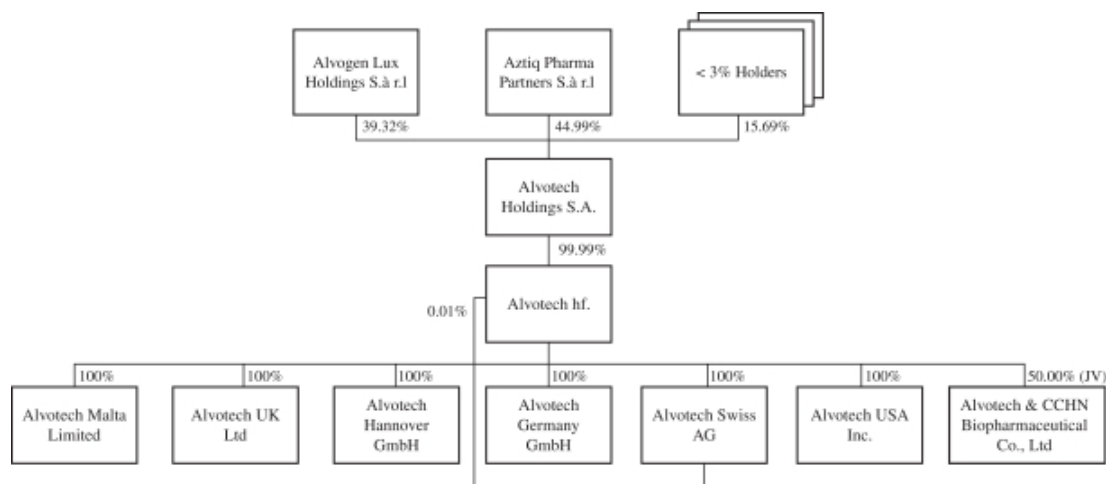 Alvogen Lux
Holdings S.à r.l
Aztiq Pharma
Partners S.à r.l
< 3% Holders
39.32%
44.99%
15.69%
Alvotech
Holdings S.A.
99.99%
Alvotech hf.
0.01%
100%
100%
100%
100%
100%
100%
50.00% (JV)
Alvotech Malta
Limited
Alvotech UK
Ltd
Alvotech
Hannover
GmbH
Alvotech
Germany
GmbH
Alvotech Swiss
AG
Alvotech USA
Inc.
Alvotech & CCHN
Biopharmaceutical
Co., Ltd